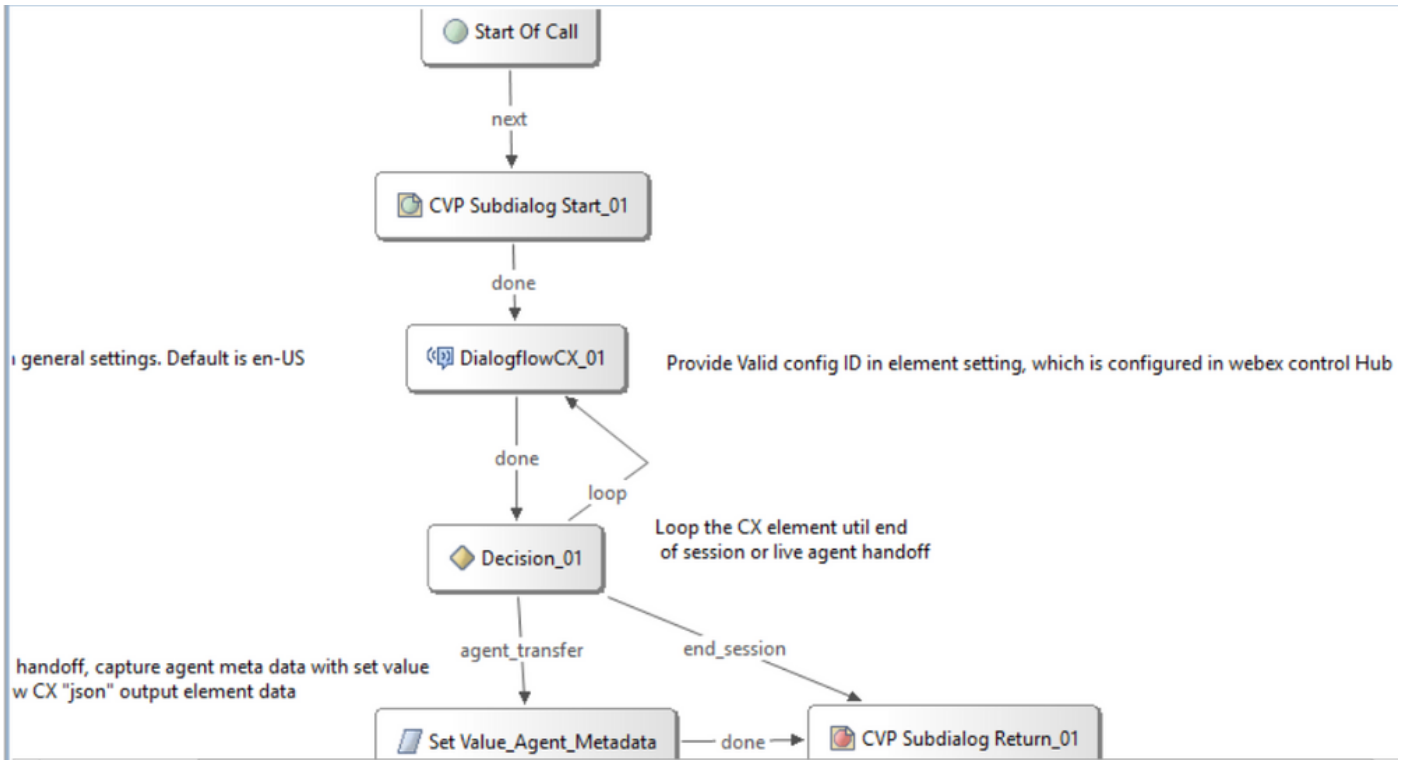 Start Of Call
next
CVP Subdialog Start_01
done
general settings. Default is en-US
DialogflowCX_01
Provide Valid config ID in element setting, which is configured in webex control Hub
done
loop
Loop the CX element util end
of session or live agent handoff
Decision_01
agent_transfer
end_session
handoff, capture agent meta data with set value
w CX "json" output element data
Set Value_Agent_Metadata
done
CVP Subdialog Return_01